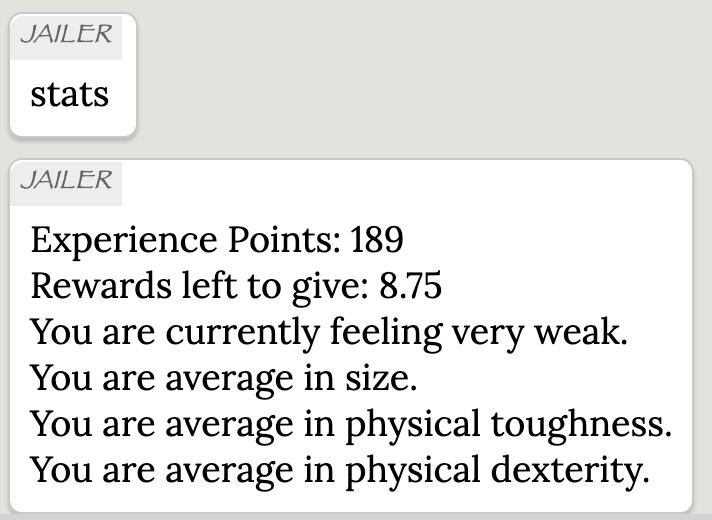 JAILER
stats
JAILER
Experience Points: 189
Rewards left to give: 8.75
You are currently feeling very weak.
You are average in size.
You are average in physical toughness.
You are average in physical dexterity.